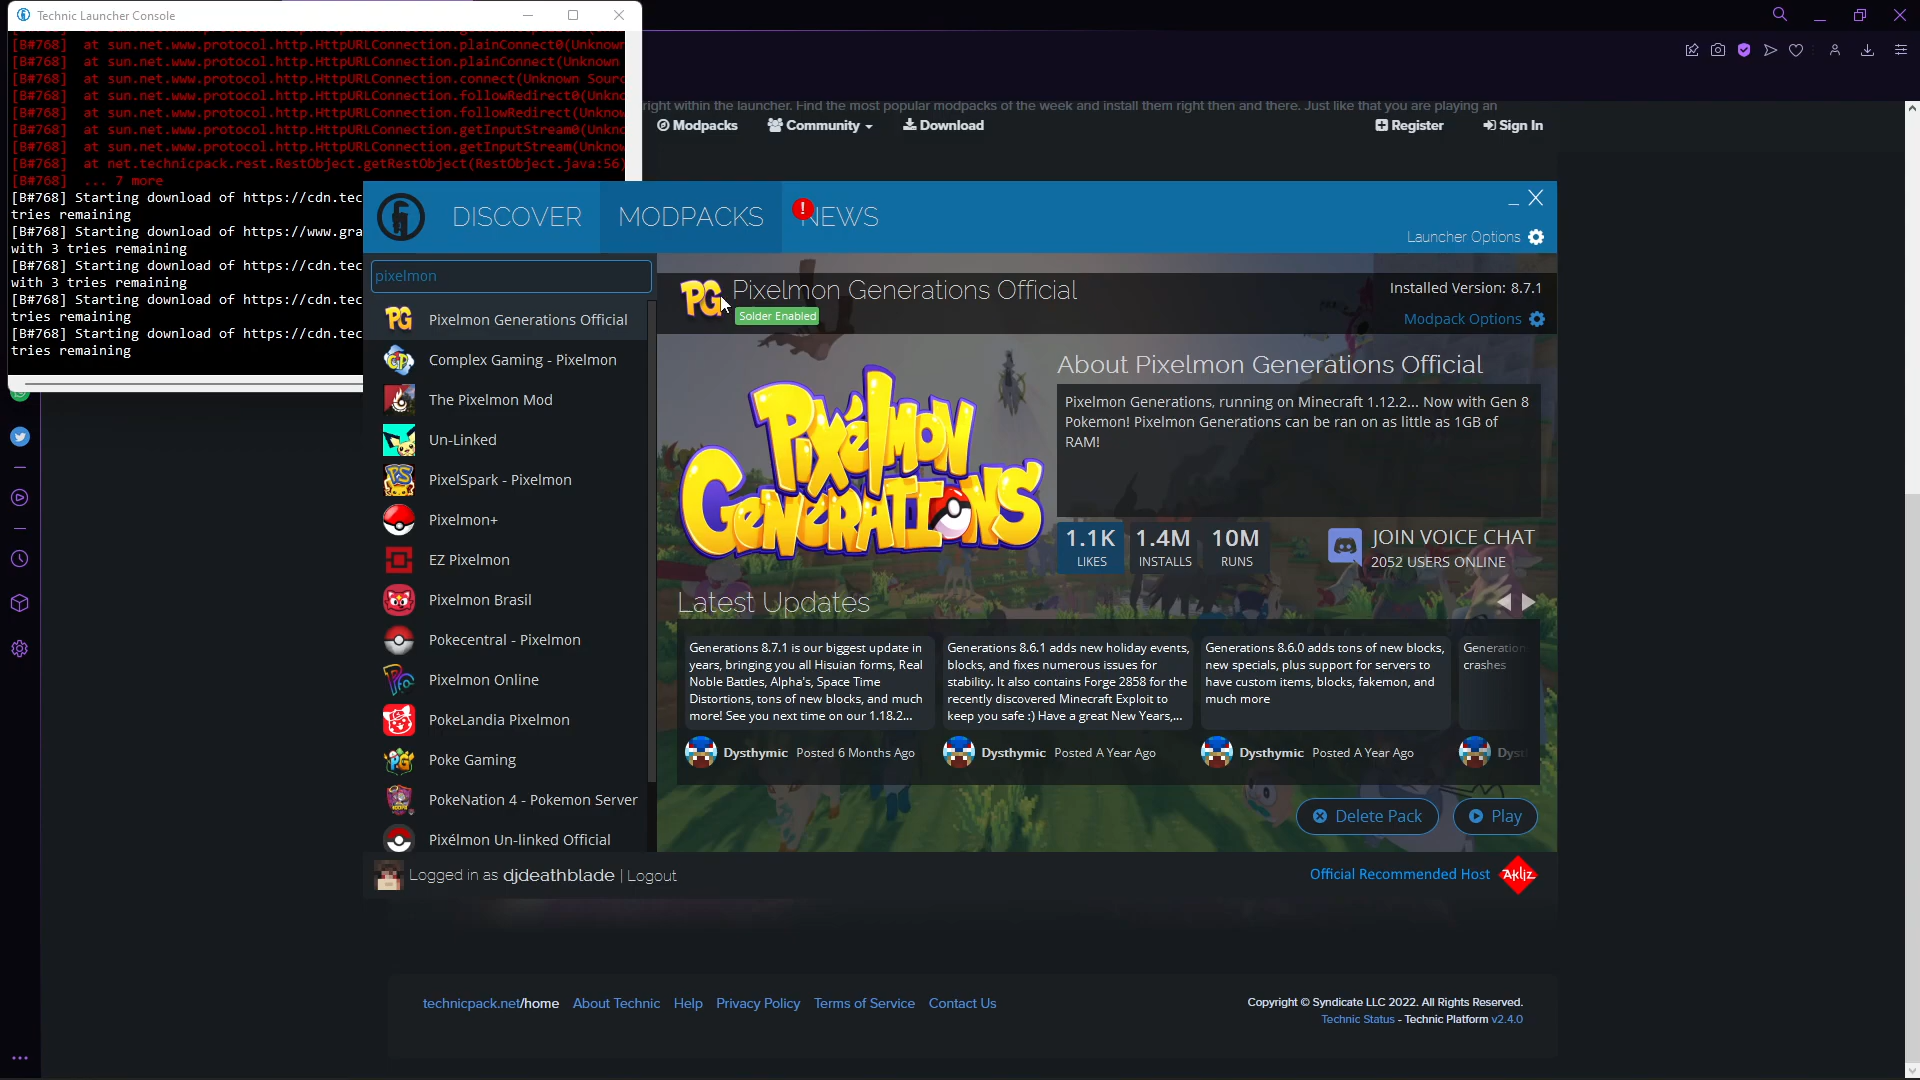 Technic Launcher Console
[B#768] at sun.net.www.protocol.http.HttpURLConnection.plainConnect0(Unknown
[B#768] at sun.net.www.protocol.http.HttpURLConnection.plainConnect(Unknown
[B#768] at sun.net.www.protocol.http.HttpURLConnection.connect(Unknown Sourc
[B#768] at sun.net.www.protocol.http.HttpURLConnection.followRedirect0(Unkno
[B#768] at sun.net.www.protocol.http.HttpURLConnection.followRedirect(Unknow
[B#768] at sun.net.www.protocol.http.HttpURLConnection.getInputStream0(Unkno
[B#768] at sun.net.www.protocol.http.HttpURLConnection.getInputStream(Unknow
[B#768] at net.technicpack.rest.RestObject.getRestObject(RestObject.java:56)
[B#768] ... 7 more
[B#768] Starting download of https://cdn.tec
tries remaining
[B#768] Starting download of https://www.gra
with 3 tries remaining
[B#768] Starting download of https://cdn.tec
with 3 tries remaining
[B#768] Starting download of https://cdn.tec
tries remaining
[B#768] Starting download of https://cdn.tec
tries remaining
right within the launcher. Find the most popular modpacks of the week and install them right then and there. Just like that you are playing an
Modpacks Community Download Register Sign In
DISCOVER MODPACKS ! NEWS
Launcher Options
pixelmon
Pixelmon Generations Official
Complex Gaming - Pixelmon
The Pixelmon Mod
Un-Linked
PixelSpark - Pixelmon
Pixelmon+
EZ Pixelmon
Pixelmon Brasil
Pokecentral - Pixelmon
Pixelmon Online
PokeLandia Pixelmon
Poke Gaming
PokeNation 4 - Pokemon Server
Pixélmon Un-linked Official
PG
Pixelmon Generations Official
Solder Enabled
Installed Version: 8.7.1
Modpack Options
PIXELMON
GENERATIONS
About Pixelmon Generations Official
Pixelmon Generations, running on Minecraft 1.12.2... Now with Gen 8
Pokemon! Pixelmon Generations can be ran on as little as 1GB of
RAM!
1.1K 1.4M 10M
LIKES INSTALLS RUNS
JOIN VOICE CHAT
2052 USERS ONLINE
Latest Updates
Generations 8.7.1 is our biggest update in
years, bringing you all Hisuian forms, Real
Noble Battles, Alpha's, Space Time
Distortions, tons of new blocks, and much
more! See you next time on our 1.18.2...
Dysthymic Posted 6 Months Ago
Generations 8.6.1 adds new holiday events,
blocks, and fixes numerous issues for
stability. It also contains Forge 2858 for the
recently discovered Minecraft Exploit to
keep you safe :) Have a great New Years,...
Dysthymic Posted A Year Ago
Generations 8.6.0 adds tons of new blocks,
new specials, plus support for servers to
have custom items, blocks, fakemon, and
much more
Dysthymic Posted A Year Ago
Generation
crashes
Dyst
Delete Pack Play
Logged in as djdeathblade | Logout
Official Recommended Host Akliz
technicpack.net/home About Technic Help Privacy Policy Terms of Service Contact Us
Copyright © Syndicate LLC 2022. All Rights Reserved.
Technic Status - Technic Platform v2.4.0